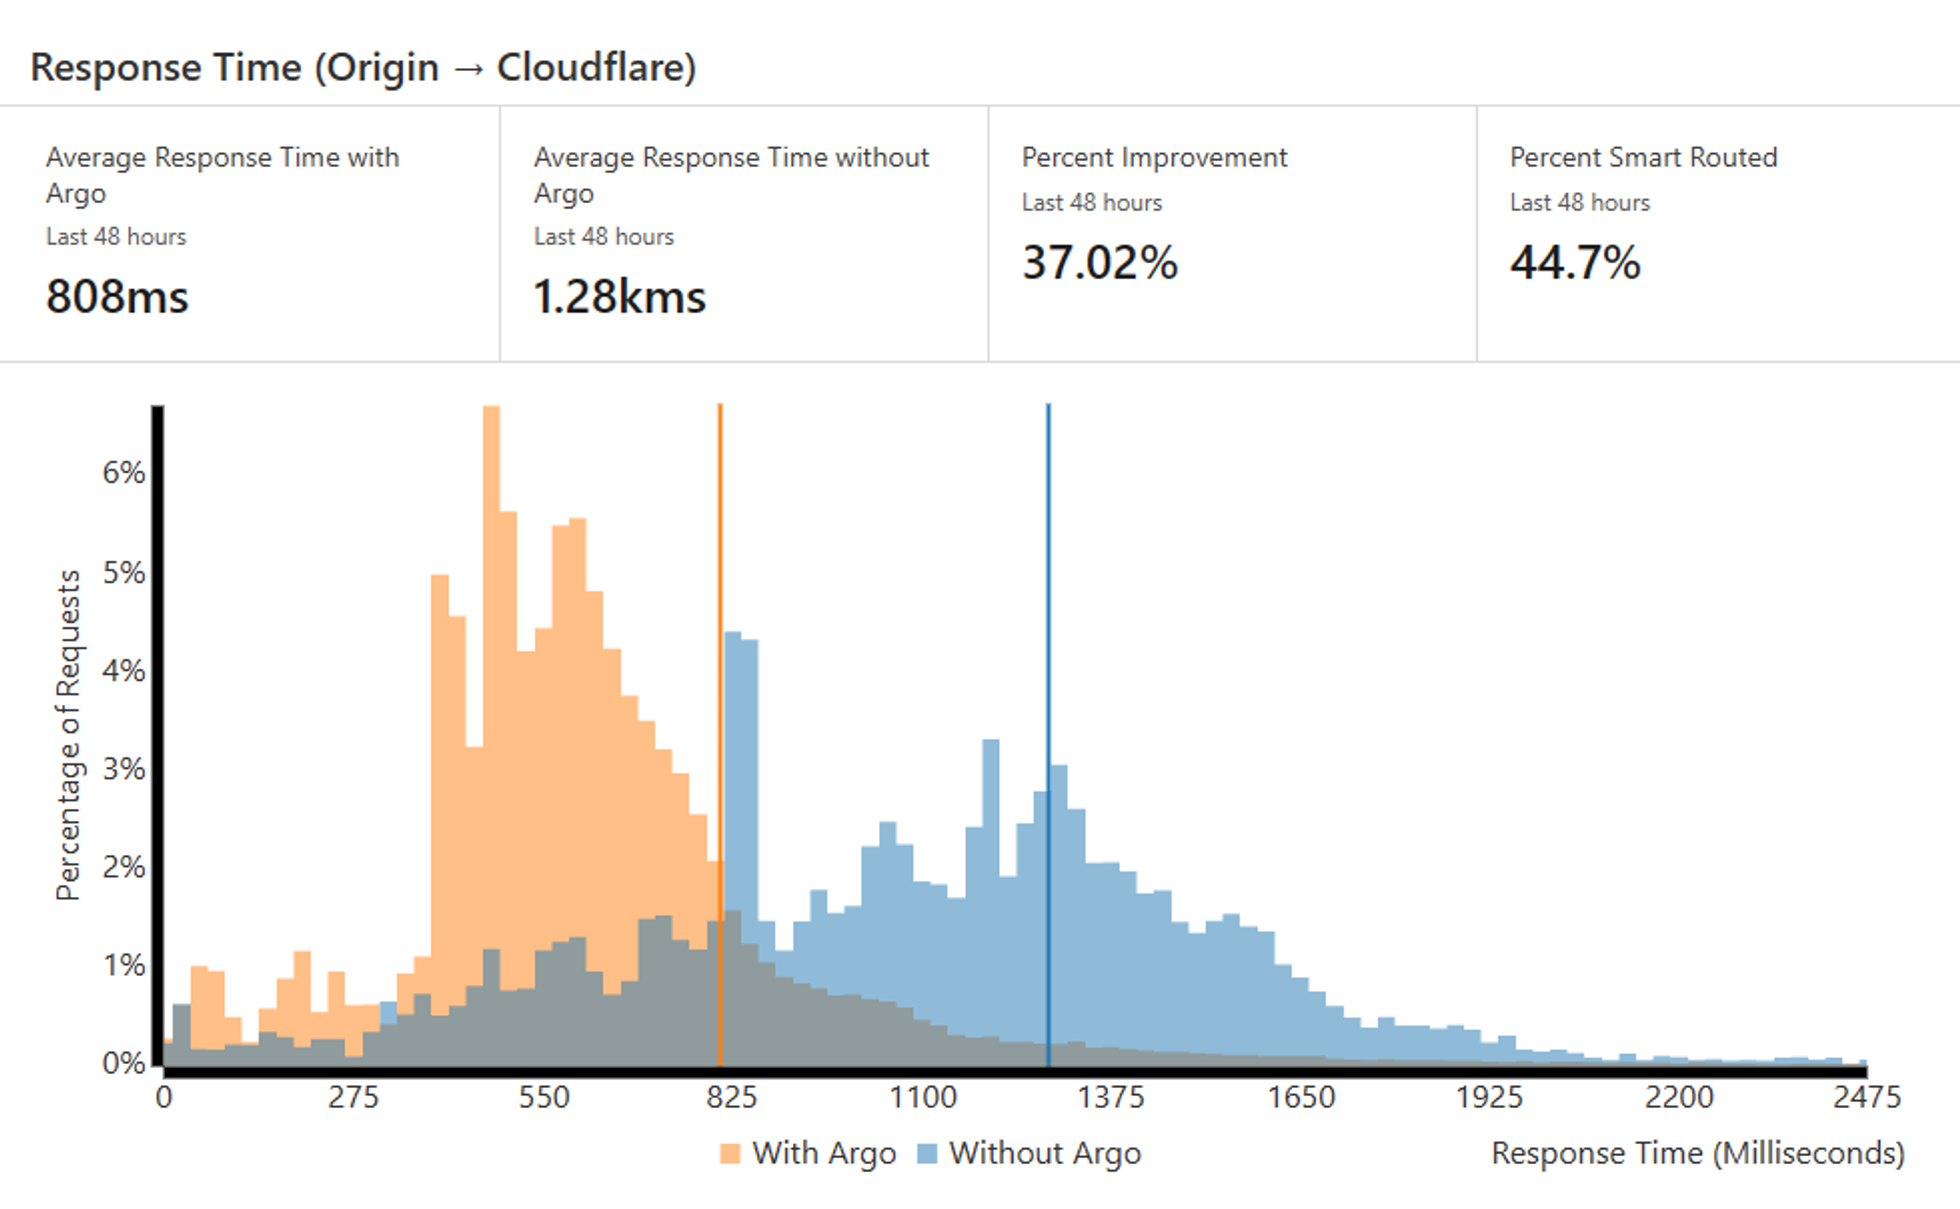 Response Time (Origin → Cloudflare)
Average Response Time with
Argo
Last 48 hours
808ms
Average Response Time without
Argo
Last 48 hours
1.28kms
Percent Improvement
Last 48 hours
37.02%
Percent Smart Routed
Last 48 hours
44.7%
Percentage of Requests
6%
5%
4%
3%
2%
1%
0%
0 275 550 825 1100 1375 1650 1925 2200 2475
With Argo Without Argo
Response Time (Milliseconds)